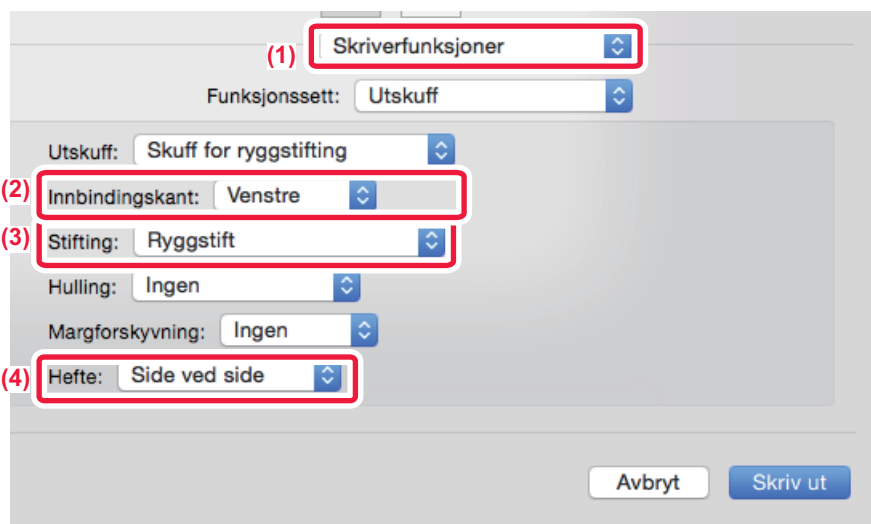 (1) Skriverfunksjoner
Funksjonssett: Utskuff
Utskuff: Skuff for ryggstifting
(2) Innbindingskant: Venstre
(3) Stifting: Ryggstift
Hulling: Ingen
Margforskyvning: Ingen
(4) Hefte: Side ved side
Avbryt Skriv ut